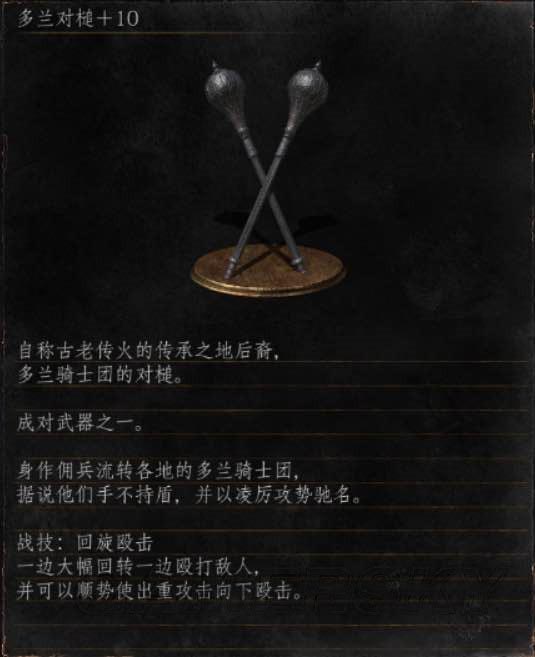 多兰对槌＋10
自称古老传火的传承之地后裔，
多兰骑士团的对槌。
成对武器之一。
身作佣兵流转各地的多兰骑士团，
据说他们手不持盾，并以凌厉攻势驰名。
战技：回旋殴击
一边大幅回转一边殴打敌人，
并可以顺势使出重攻击向下殴击。